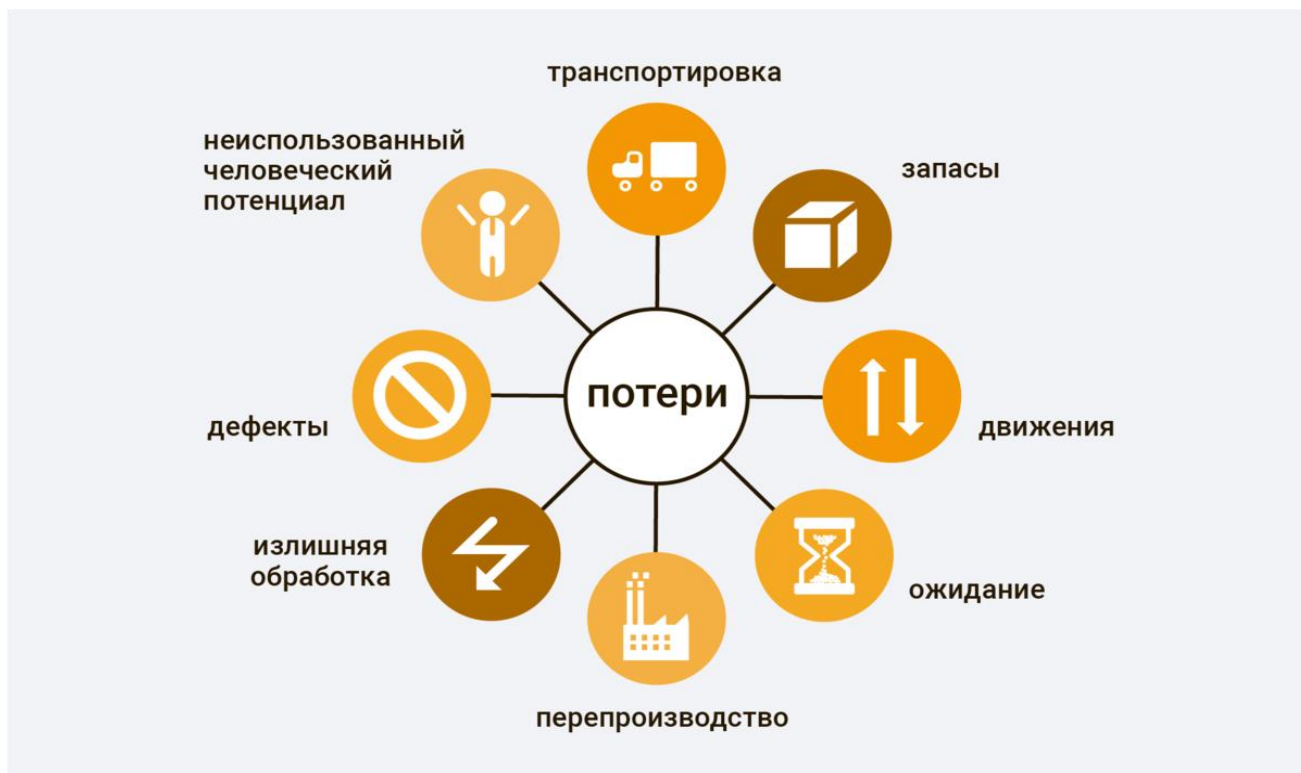 транспортировка
неиспользованный
человеческий
потенциал
запасы
потери
дефекты
движения
излишняя
обработка
ожидание
перепроизводство